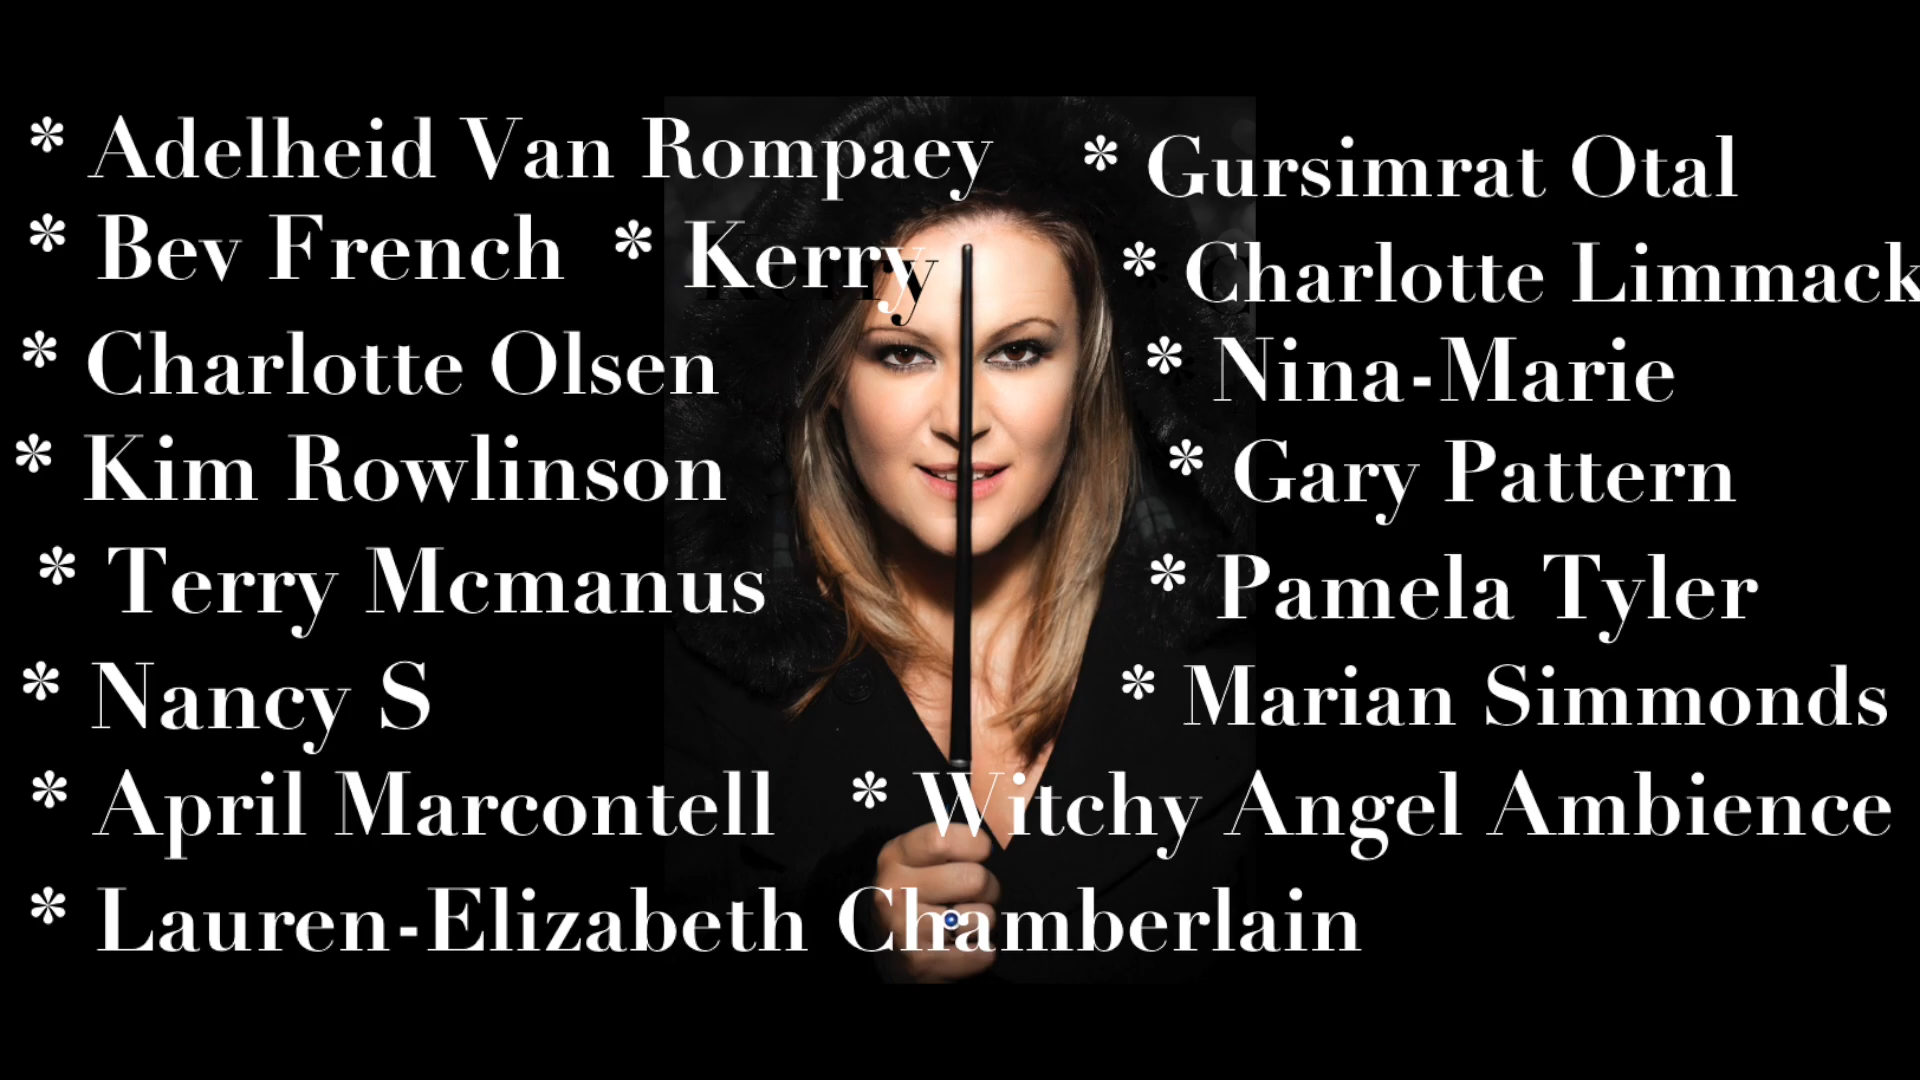 * Adelheid Van Rompaey
* Gursimrat Otal
* Bev French * Kerry
* Charlotte Limmack
* Charlotte Olsen
* Nina-Marie
* Kim Rowlinson
* Gary Pattern
* Terry Mcmanus
* Pamela Tyler
* Nancy S
* Marian Simmonds
* April Marcontell * Witchy Angel Ambience
* Lauren-Elizabeth Chamberlain